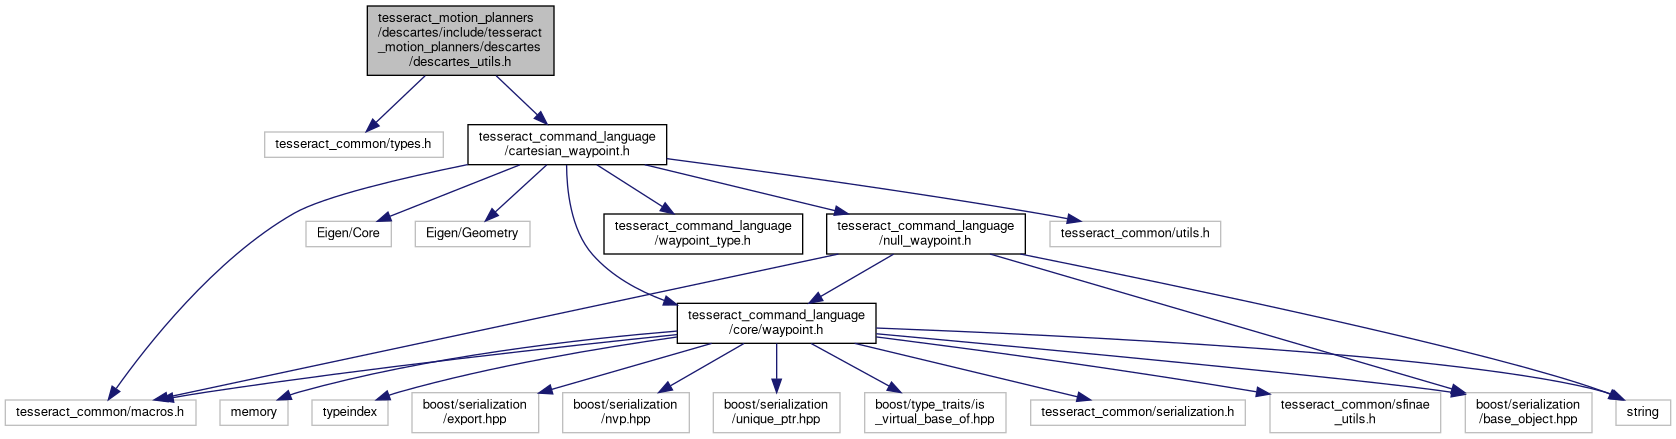 tesseract_motion_planners
/descartes/include/tesseract
_motion_planners/descartes
/descartes_utils.h
tesseract_common/types.h
tesseract_command_language
/cartesian_waypoint.h
Eigen/Core
Eigen/Geometry
tesseract_command_language
/waypoint_type.h
tesseract_command_language
/null_waypoint.h
tesseract_common/utils.h
tesseract_command_language
/core/waypoint.h
tesseract_common/macros.h
memory
typeindex
boost/serialization
/export.hpp
boost/serialization
/nvp.hpp
boost/serialization
/unique_ptr.hpp
boost/type_traits/is
_virtual_base_of.hpp
tesseract_common/serialization.h
tesseract_common/sfinae
_utils.h
boost/serialization
/base_object.hpp
string